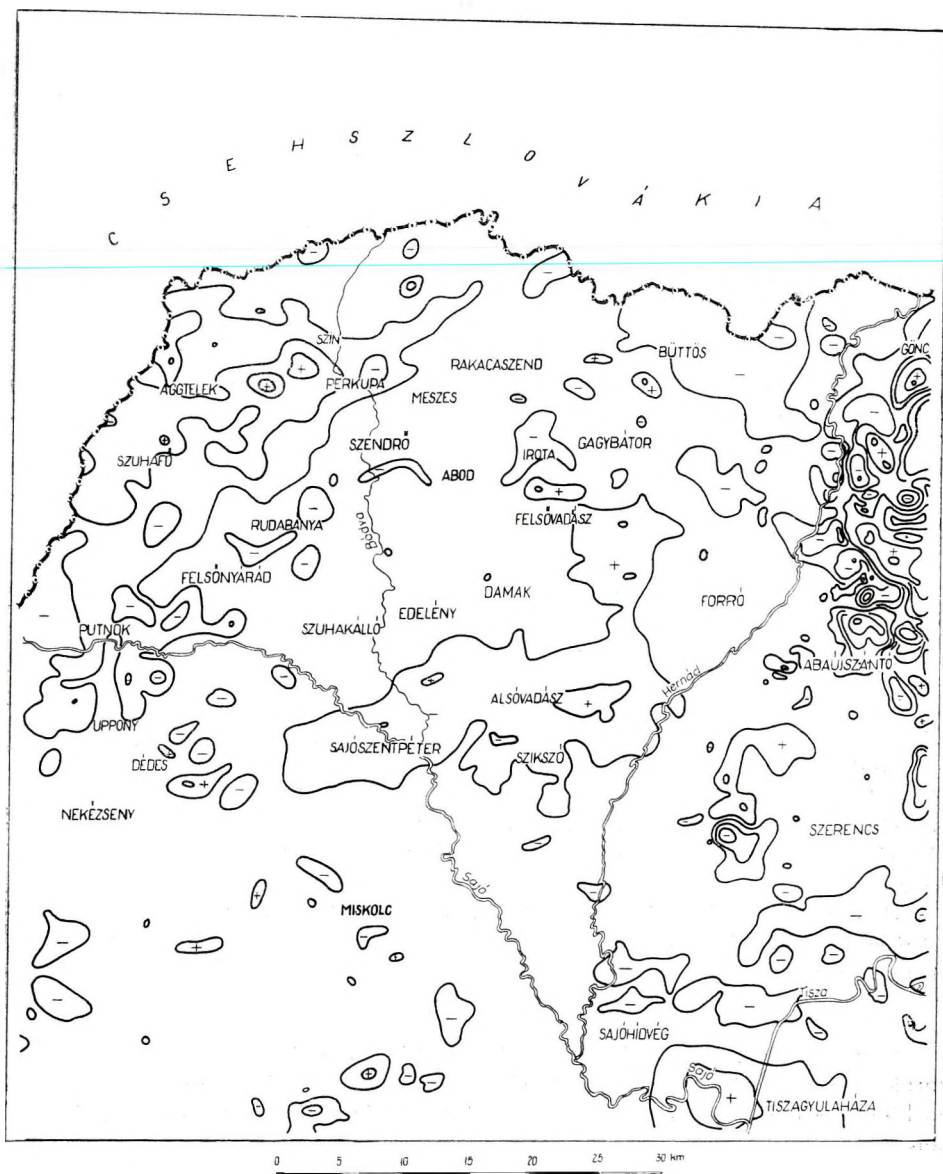 CSEHSZLOVÁKIA
SZIN
BÜTTÖS
GÖNC
RAKACASZEND
AGGTELEK
PERKUPA
MESZES
SZENDRŐ
GAGYBÁTOR
IROTA
SZUHAFŐ
ABOD
FELSŐVADÁSZ
RUDABÁNYA
Bódva
FELSŐNYÁRÁD
DAMAK
FORRÓ
EDELÉNY
SZUHAKÁLLÓ
PUTNOK
ABAÚJSZÁNTÓ
Hernád
ALSÓVADÁSZ
UPPONY
SAJÓSZENTPÉTER
SZIKSZÓ
DÉDES
NEKÉZSENY
SZERENCS
Sajó
MISKOLC
Tisza
SAJÓHÍDVÉG
Sajó
TISZAGYULAHÁZA
0 5 10 15 20 25 30 km